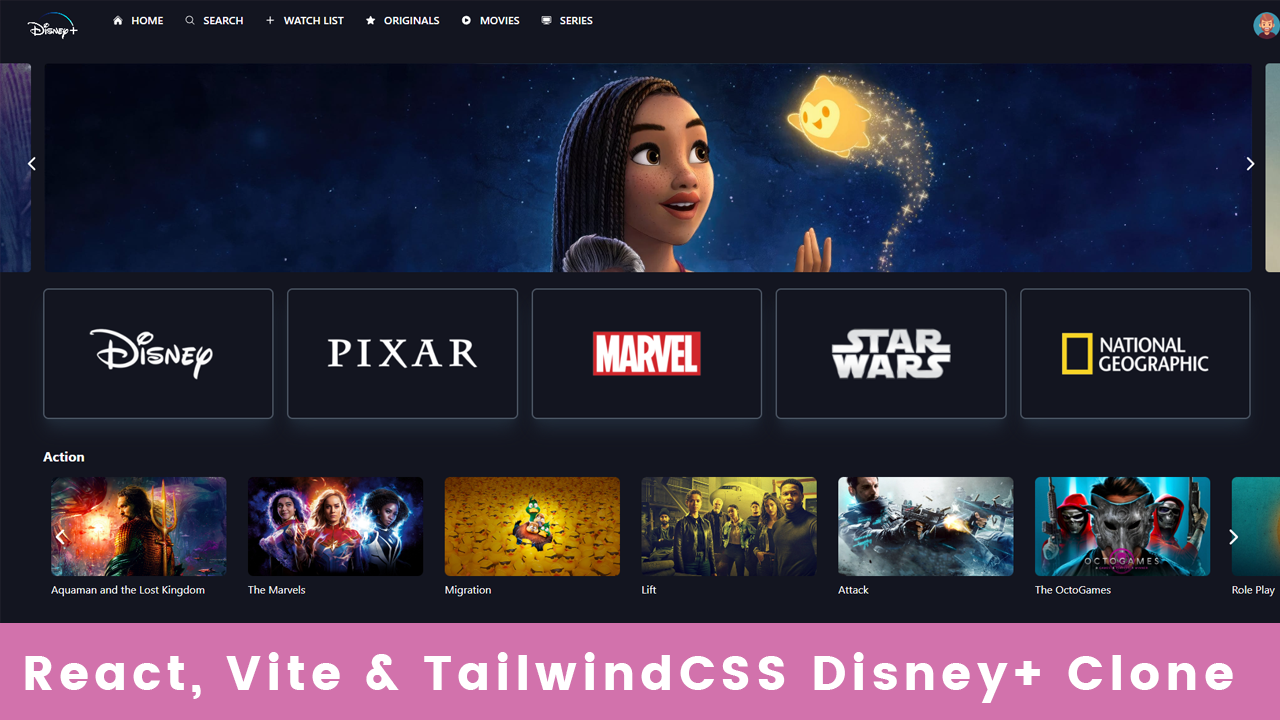 Disney+ HOME SEARCH WATCH LIST ORIGINALS MOVIES SERIES
Disney PIXAR MARVEL STAR WARS NATIONAL GEOGRAPHIC
Action
OCTOGAMES
Aquaman and the Lost Kingdom The Marvels Migration Lift Attack The OctoGames Role Play
React, Vite & TailwindCSS Disney+ Clone